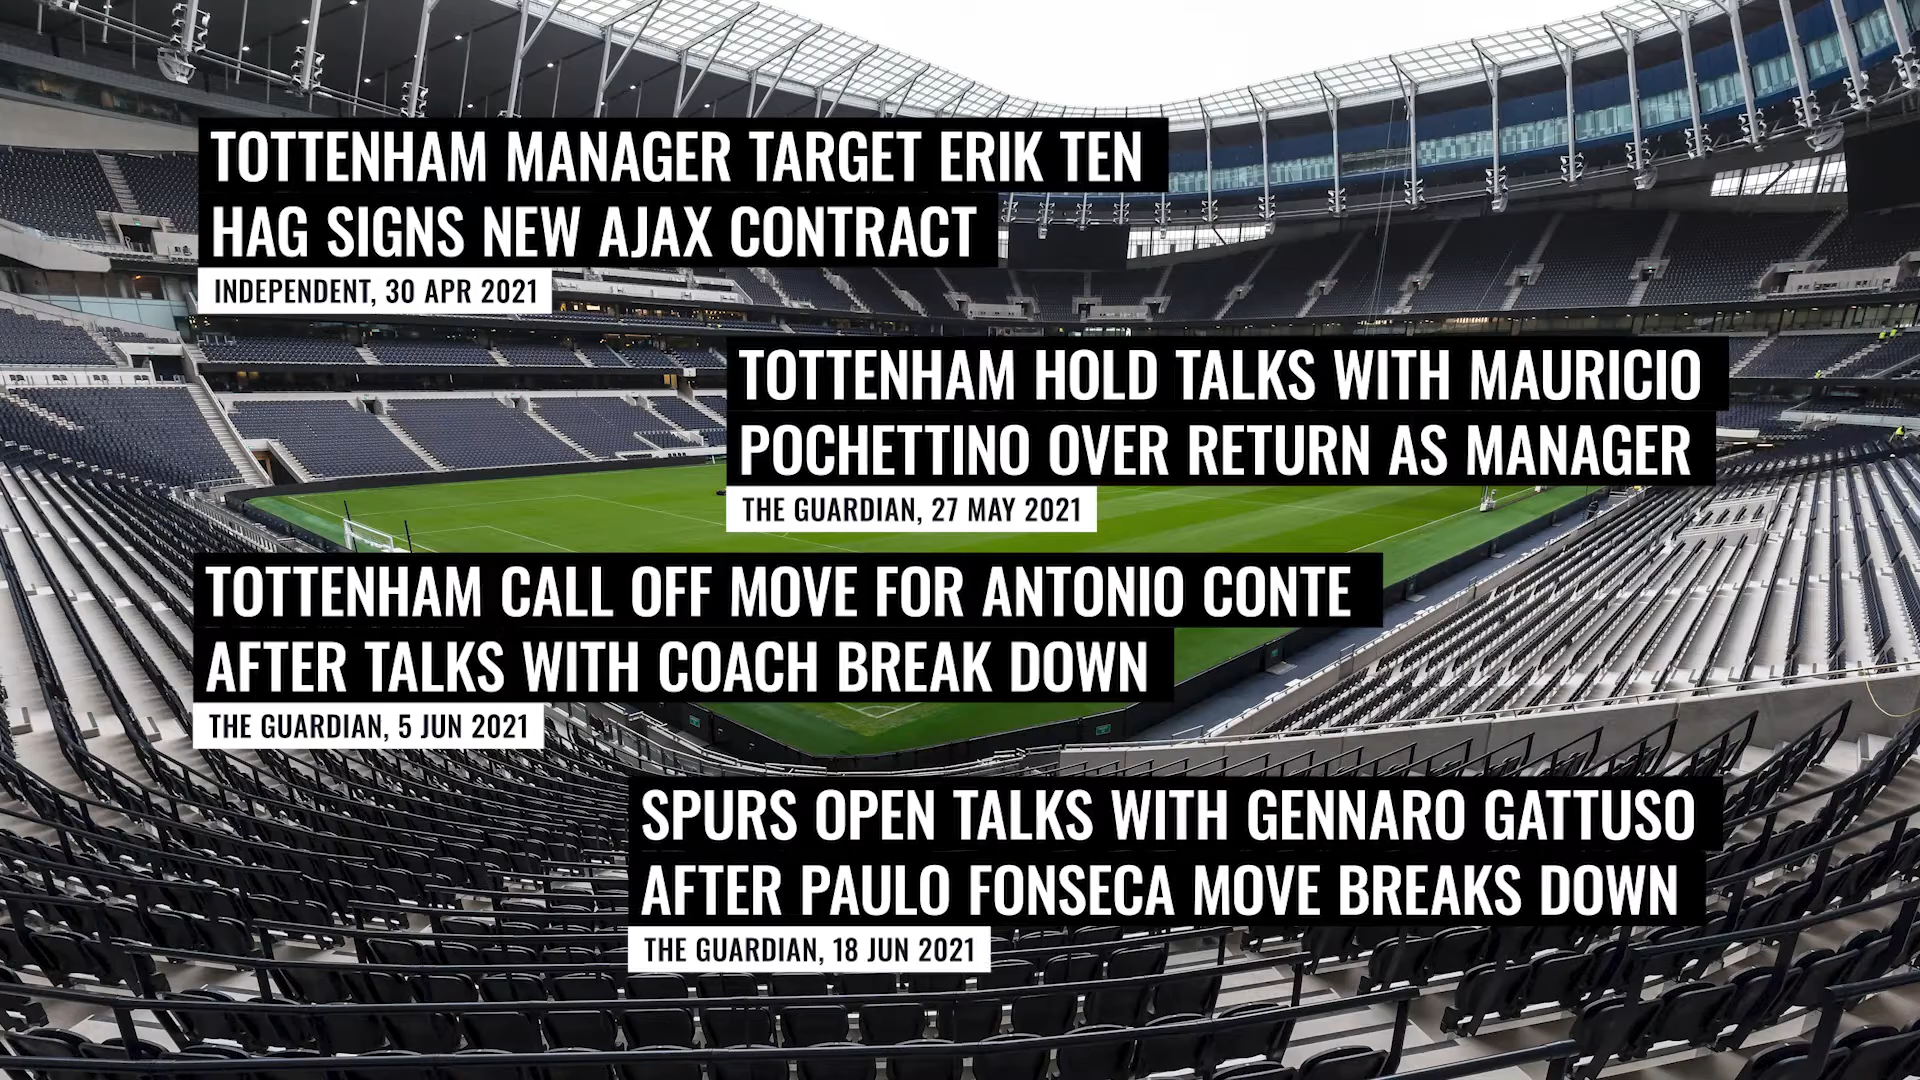 TOTTENHAM MANAGER TARGET ERIK TEN
HAG SIGNS NEW AJAX CONTRACT
INDEPENDENT, 30 APR 2021
TOTTENHAM HOLD TALKS WITH MAURICIO
POCHETTINO OVER RETURN AS MANAGER
THE GUARDIAN, 27 MAY 2021
TOTTENHAM CALL OFF MOVE FOR ANTONIO CONTE
AFTER TALKS WITH COACH BREAK DOWN
THE GUARDIAN, 5 JUN 2021
SPURS OPEN TALKS WITH GENNARO GATTUSO
AFTER PAULO FONSECA MOVE BREAKS DOWN
THE GUARDIAN, 18 JUN 2021